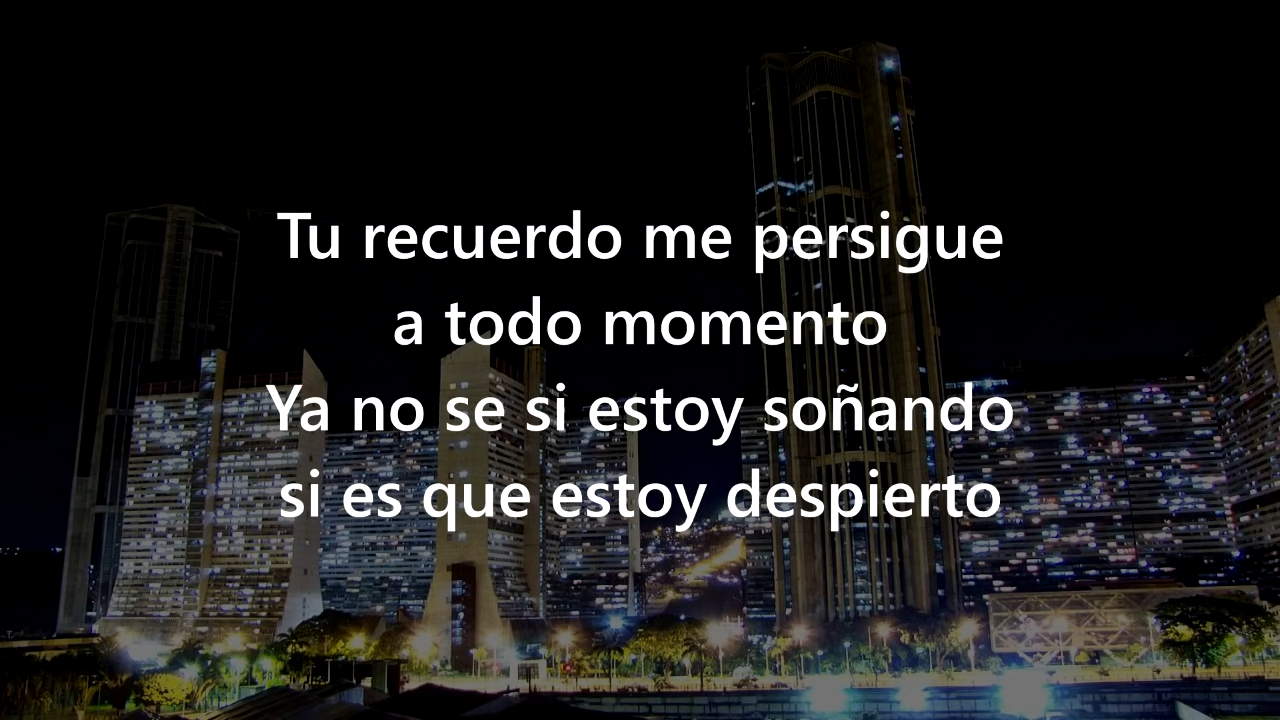 Tu recuerdo me persigue
a todo momento
Ya no se si estoy soñando
si es que estoy despierto